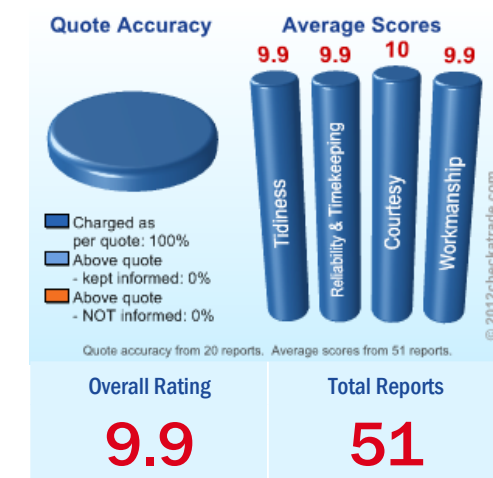 Quote Accuracy
Average Scores
9.9
9.9
10
9.9
Tidiness
Reliability & Timekeeping
Courtesy
Workmanship
Charged as
per quote: 100%
Above quote
- kept informed: 0%
Above quote
- NOT informed: 0%
© 2012checkatrade.com
Quote accuracy from 20 reports. Average scores from 51 reports.
Overall Rating
Total Reports
9.9
51